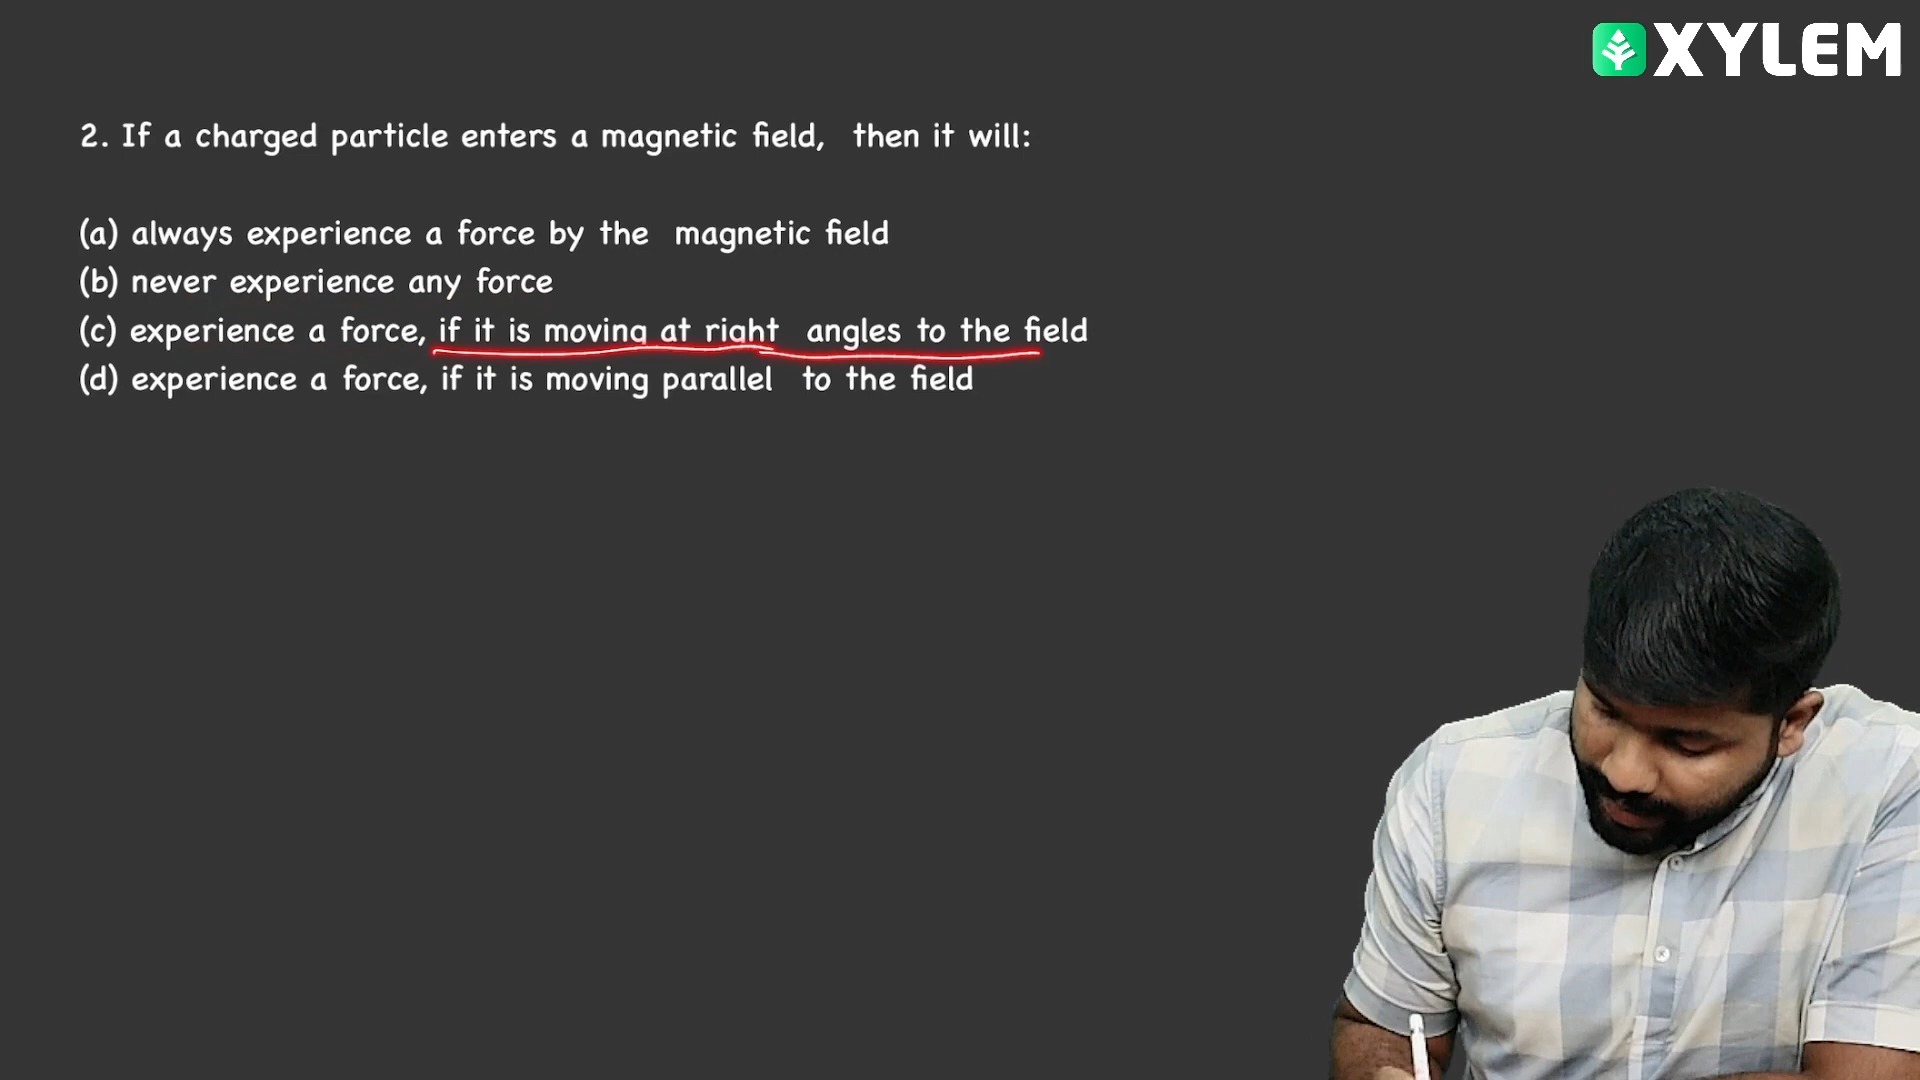 XYLEM
2. If a charged particle enters a magnetic field, then it will:
(a) always experience a force by the magnetic field
(b) never experience any force
(c) experience a force, if it is moving at right angles to the field
(d) experience a force, if it is moving parallel to the field